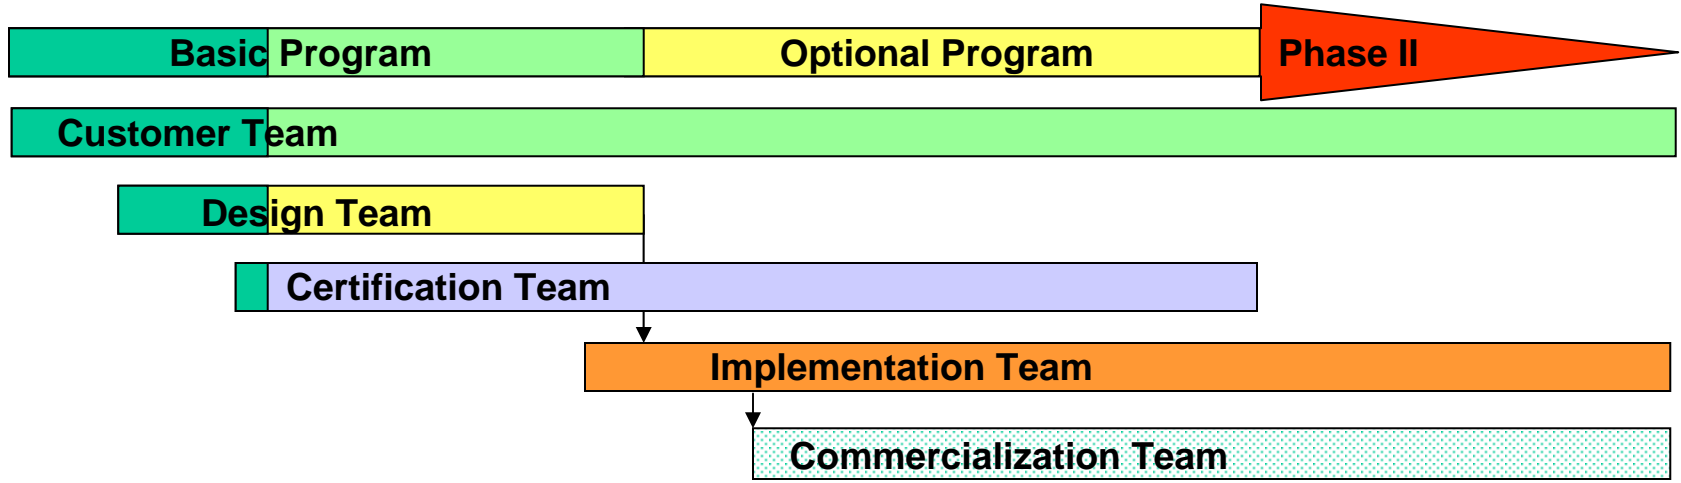 Basic Program
Optional Program
Phase II
Customer Team
Design Team
Certification Team
Implementation Team
Commercialization Team